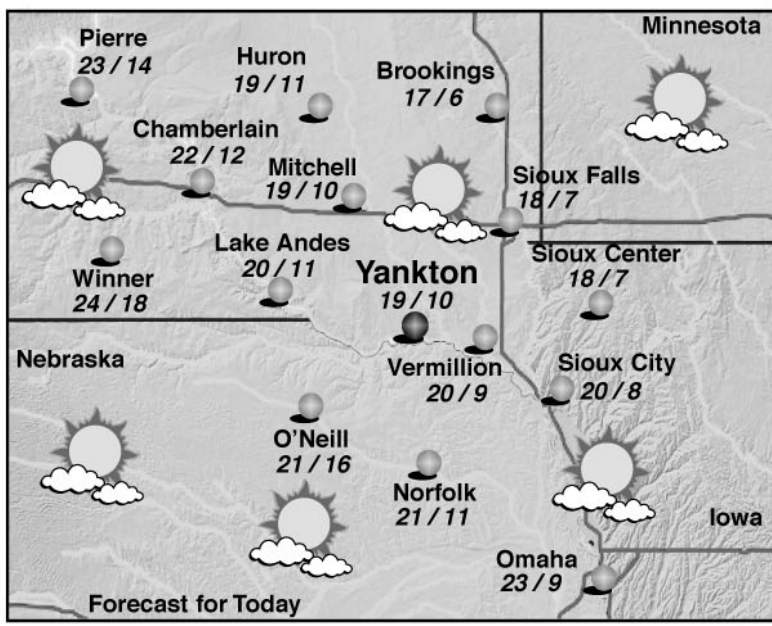 Minnesota
Pierre
23 / 14
Huron
19 / 11
Brookings
17 / 6
Chamberlain
22 / 12
Mitchell
19 / 10
Sioux Falls
18 / 7
Winner
24 / 18
Lake Andes
20 / 11
Yankton
19 / 10
Sioux Center
18 / 7
Nebraska
Vermillion
20 / 9
Sioux City
20 / 8
O'Neill
21 / 16
Norfolk
21 / 11
Iowa
Omaha
23 / 9
Forecast for Today